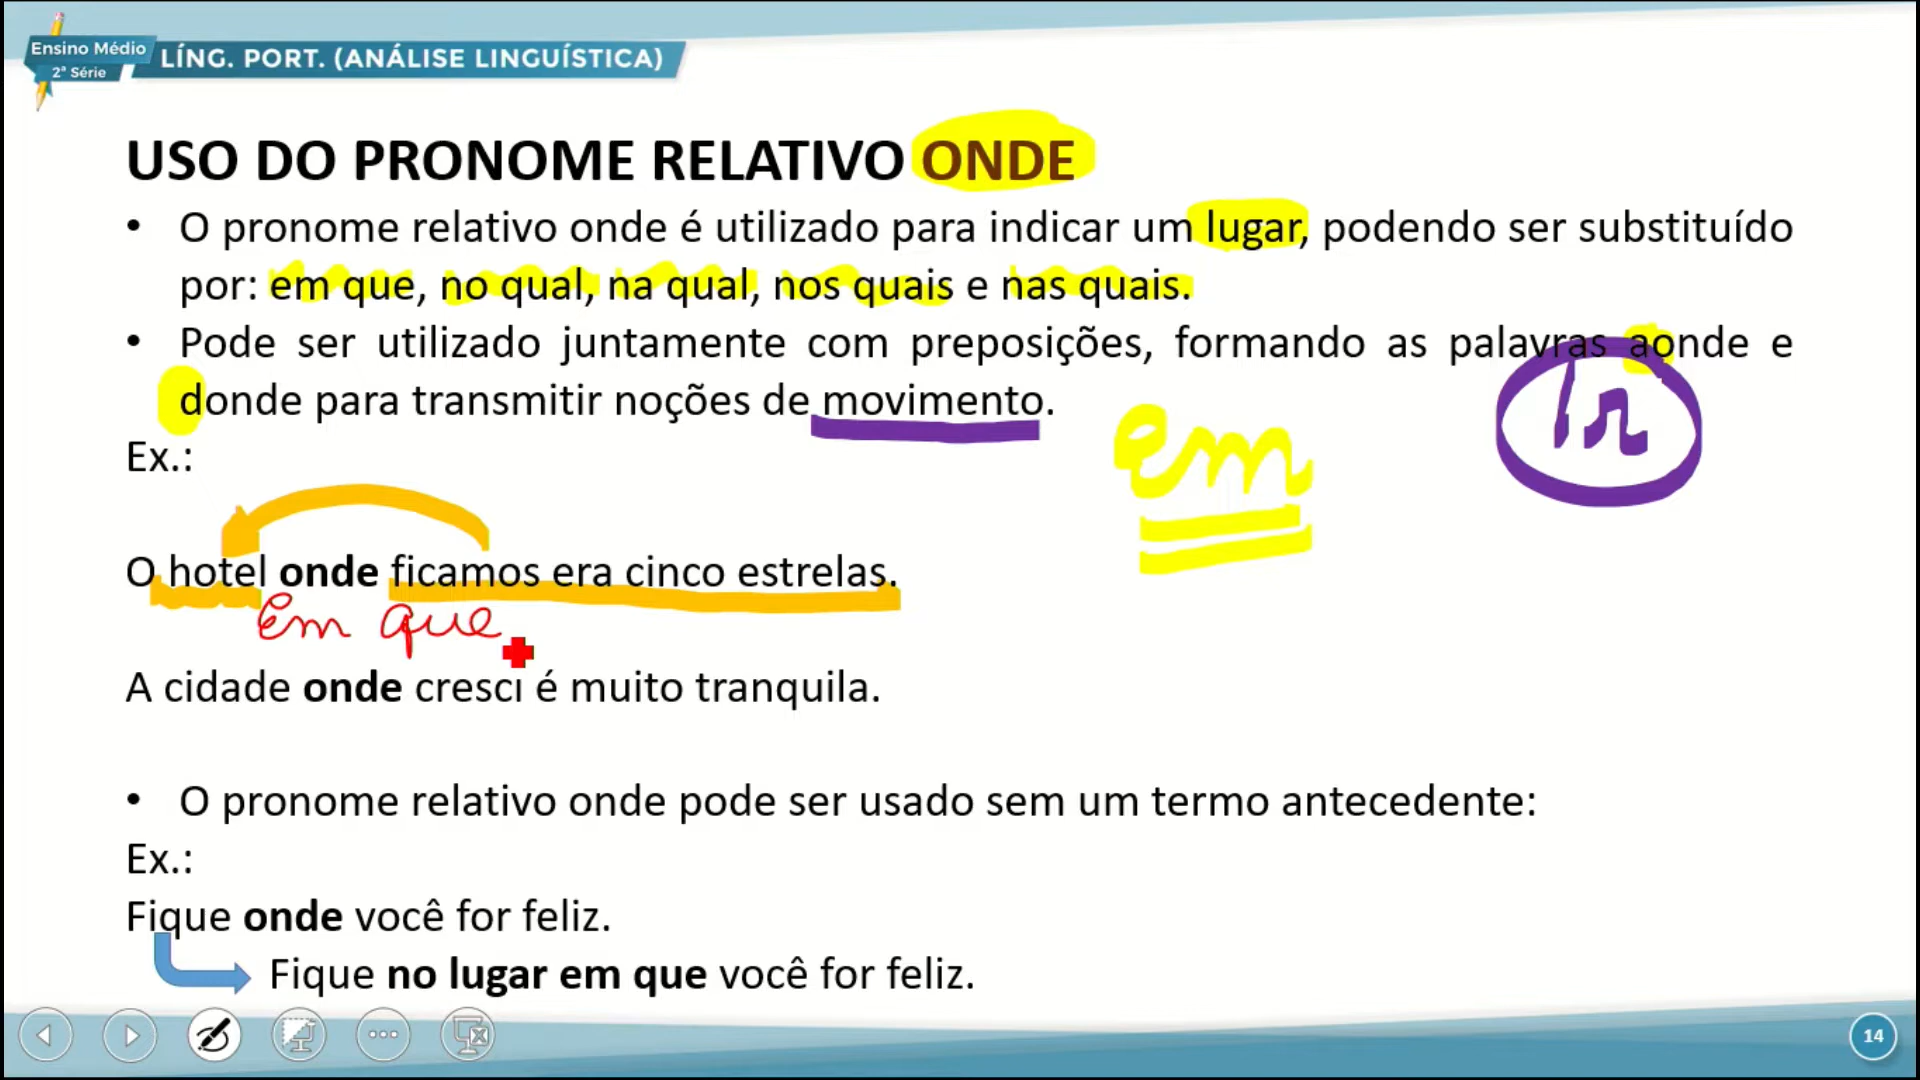 Ensino Médio
2ª Série
LÍNG. PORT. (ANÁLISE LINGUÍSTICA)
USO DO PRONOME RELATIVO ONDE
• O pronome relativo onde é utilizado para indicar um lugar, podendo ser substituído
por: em que, no qual, na qual, nos quais e nas quais.
• Pode ser utilizado juntamente com preposições, formando as palavras aonde e
donde para transmitir noções de movimento.
em
Ir
Ex.:
O hotel onde ficamos era cinco estrelas.
Em que
A cidade onde cresci é muito tranquila.
• O pronome relativo onde pode ser usado sem um termo antecedente:
Ex.:
Fique onde você for feliz.
Fique no lugar em que você for feliz.
14